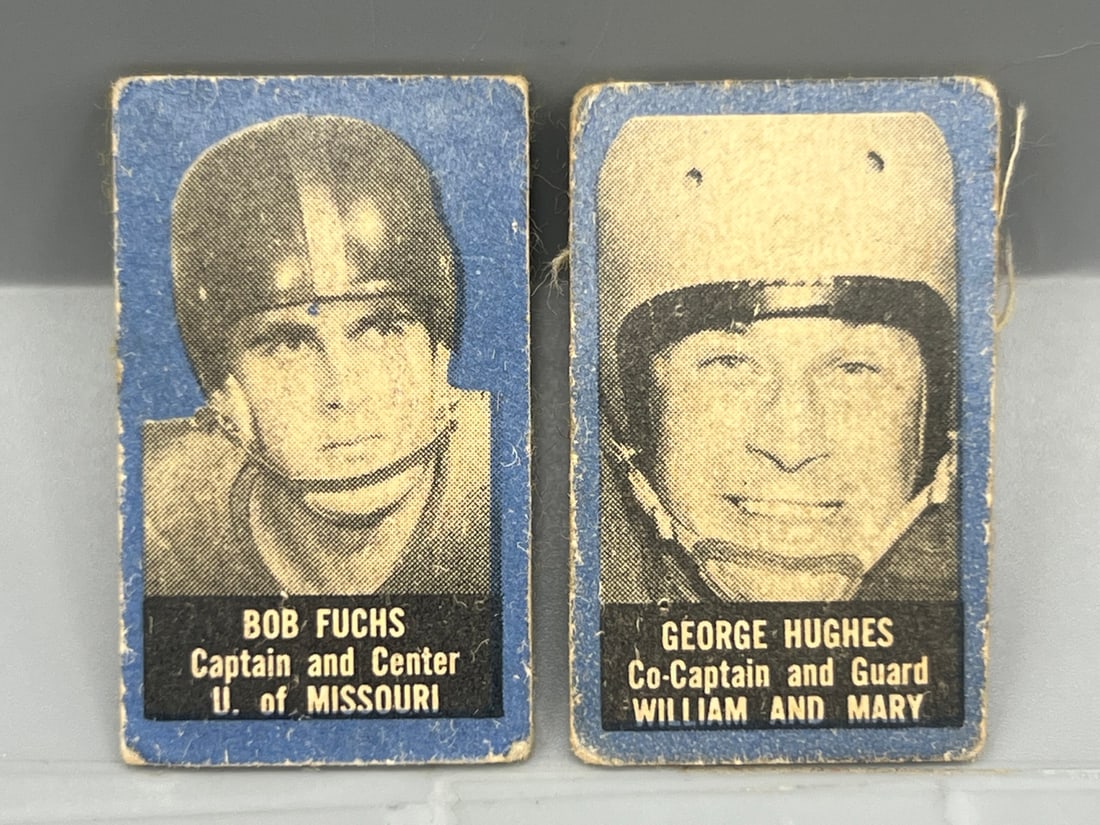 BOB FUCHS
Captain and Center
U. of MISSOURI
GEORGE HUGHES
Co-Captain and Guard
WILLIAM AND MARY